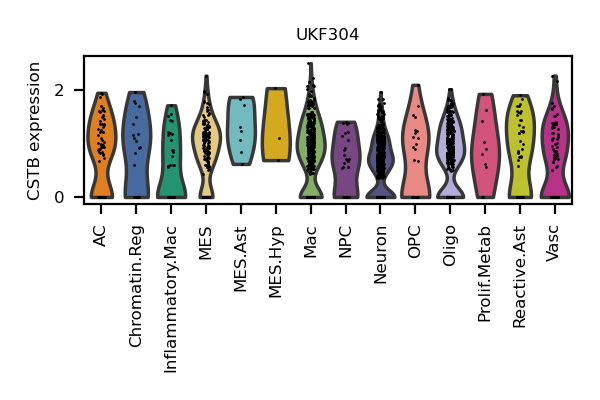 UKF304
CSTB expression
2
0
AC
Chromatin.Reg
Inflammatory.Mac
MES
MES.Ast
MES.Hyp
Mac
NPC
Neuron
OPC
Oligo
Prolif.Metab
Reactive.Ast
Vasc